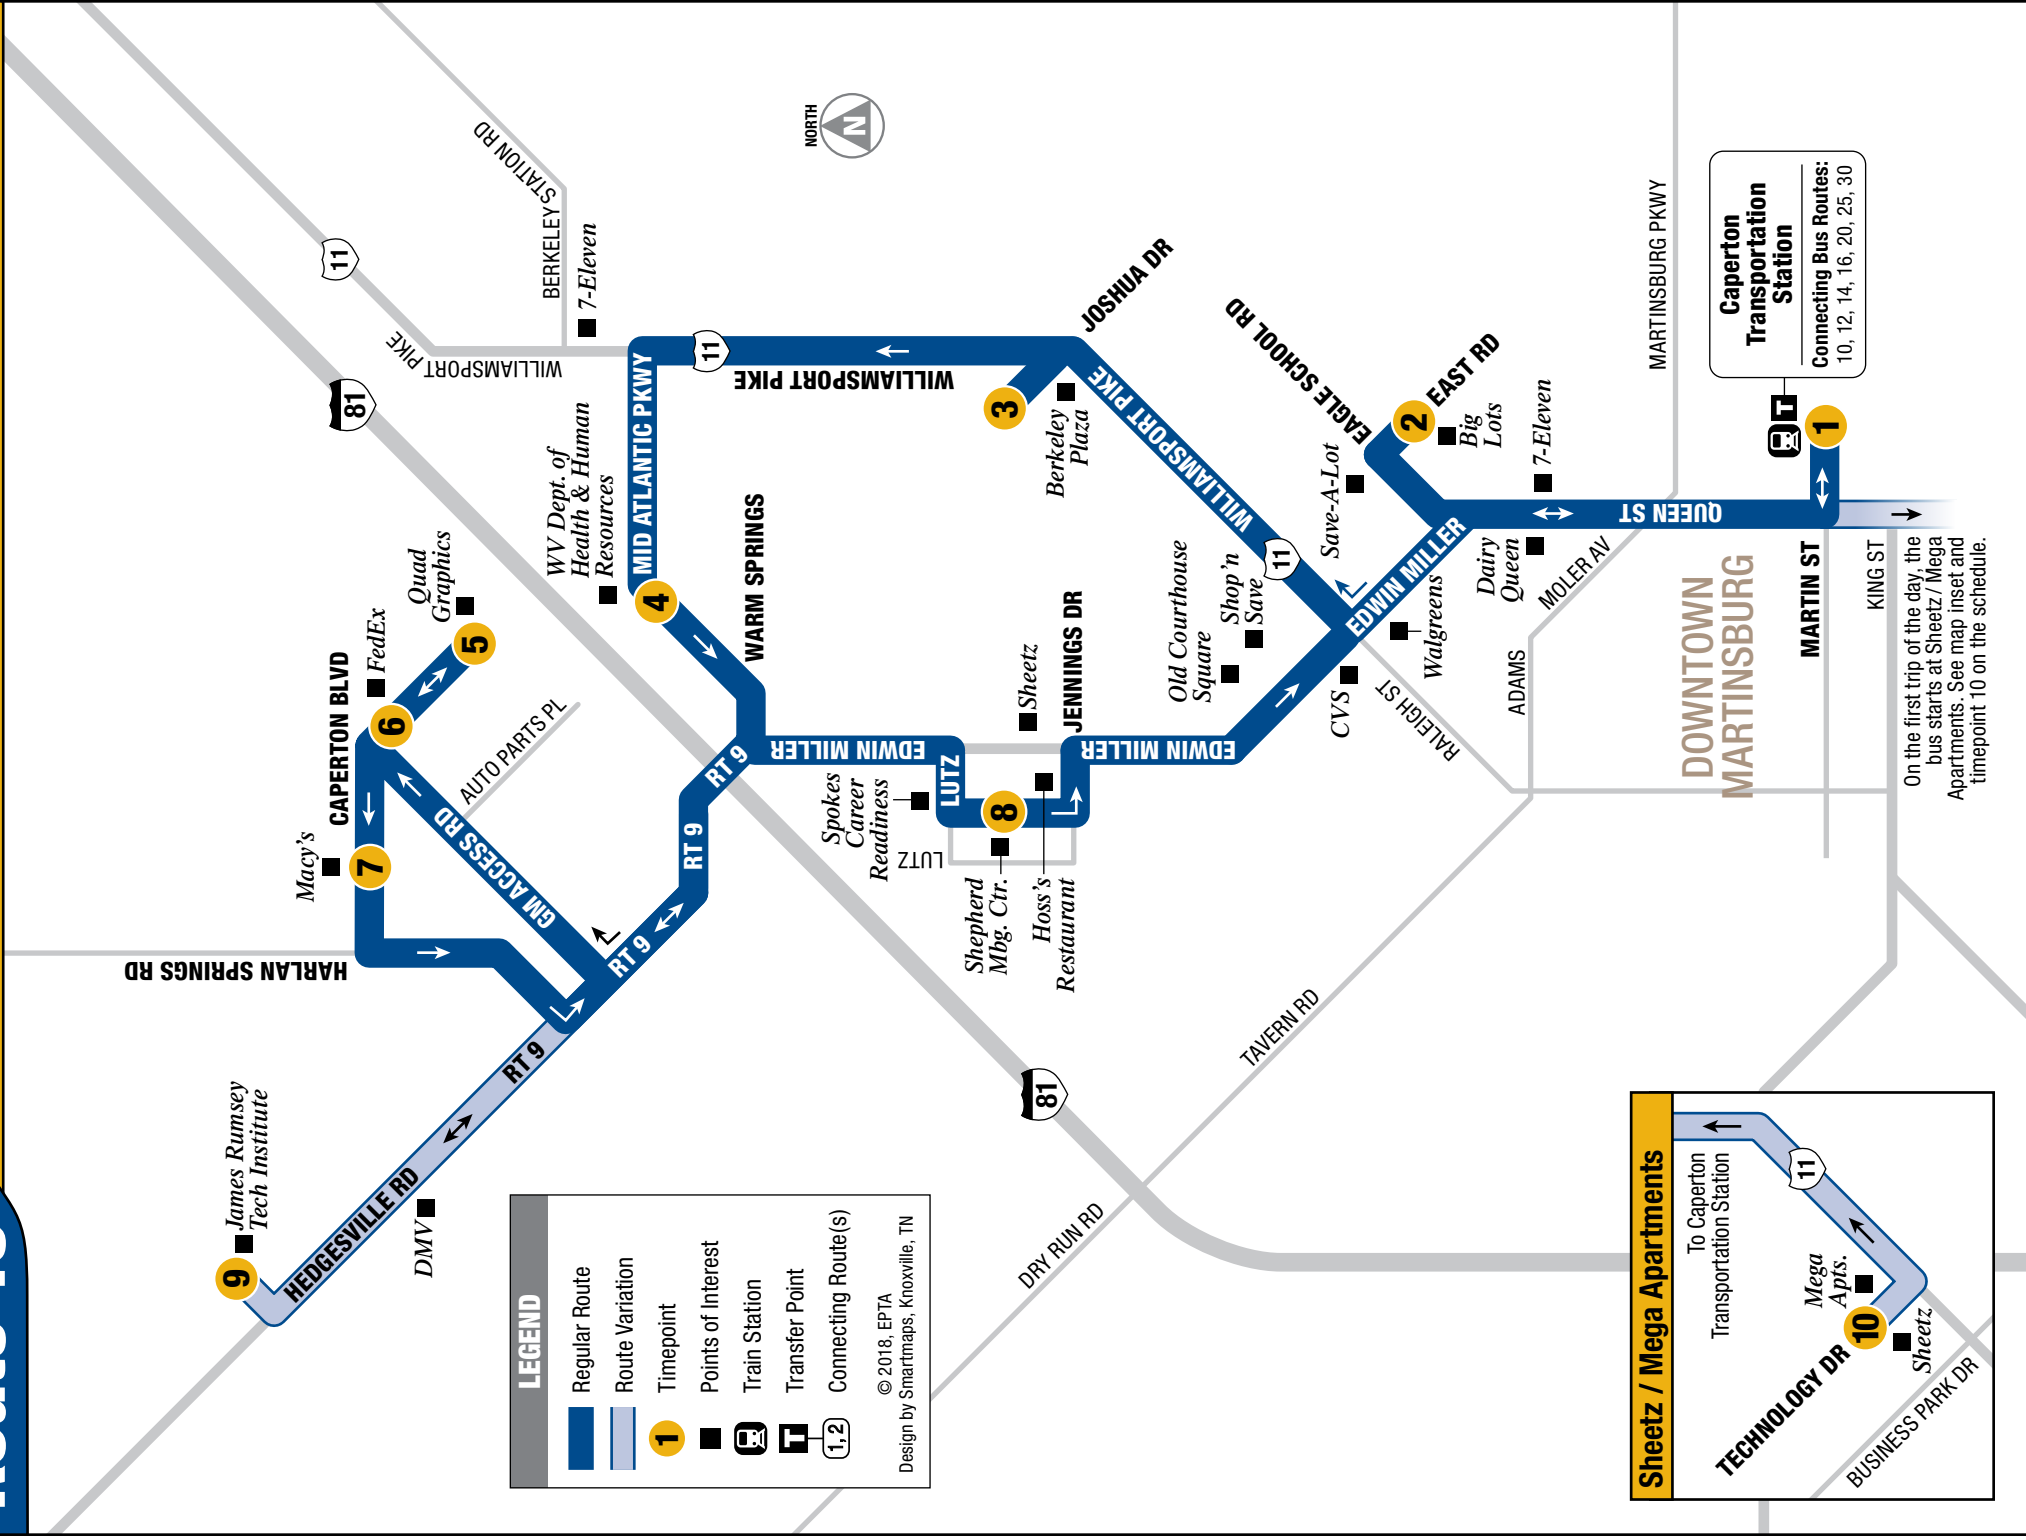 NORTH
N
81
11
WILLIAMSPORT PIKE
WILLIAMSPORT
BERKELEY STATION RD
7-Eleven
MID ATLANTIC PKWY
11
WILLIAMSPORT PIKE
WV Dept. of
Health & Human
Resources
4
WARM SPRINGS
Quad
Graphics
5
FedEx
6
CAPERTON BLVD
Macy's
7
AUTO PARTS PL
GM ACCESS RD
HARLAN SPRINGS RD
RT 9
RT 9
RT 9
RT 9
HEDGESVILLE RD
James Rumsey
Tech Institute
9
DMV
3
Berkeley
Plaza
JOSHUA DR
WILLIAMSPORT PIKE
11
EAGLE SCHOOL RD
2
EAST RD
Big
Lots
Save-A-Lot
7-Eleven
EDWIN MILLER
EDWIN MILLER
EDWIN MILLER
LUTZ
LUTZ
8
Sheetz
JENNINGS DR
Spokes
Career
Readiness
Shepherd
Mbg. Ctr.
Hoss's
Restaurant
Old Courthouse
Square
Shop'n
Save
CVS
RALEIGH ST
Walgreens
Dairy
Queen
MOLER AV
ADAMS
QUEEN ST
MARTINSBURG PKWY
DOWNTOWN
MARTINSBURG
MARTIN ST
KING ST
1
T
Caperton
Transportation
Station
Connecting Bus Routes:
10, 12, 14, 16, 20, 25, 30
On the first trip of the day, the
bus starts at Sheetz / Mega
Apartments. See map inset and
timepoint 10 on the schedule.
81
TAVERN RD
DRY RUN RD
LEGEND
Regular Route
Route Variation
1 Timepoint
Points of Interest
Train Station
T Transfer Point
1, 2 Connecting Route(s)
© 2018, EPTA
Design by Smartmaps, Knoxville, TN
Sheetz / Mega Apartments
To Caperton
Transportation Station
11
Mega
Apts.
10
Sheetz
TECHNOLOGY DR
BUSINESS PARK DR